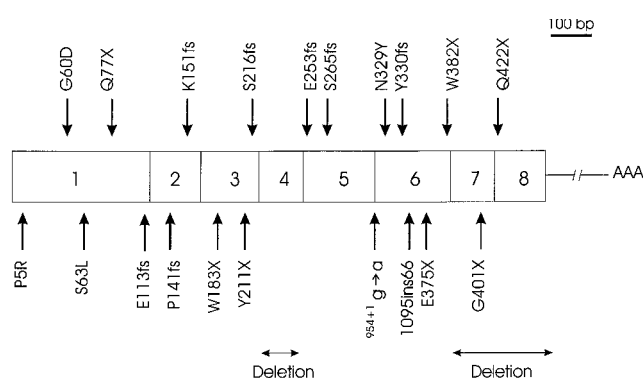 100 bp
G60D
Q77X
K151fs
S216fs
E253fs
S265fs
N329Y
Y330fs
W382X
Q422X
1 2 3 4 5 6 7 8 AAA
P5R
S63L
E113fs
P141fs
W183X
Y211X
954+1 g→a
1095ins66
E375X
G401X
Deletion
Deletion